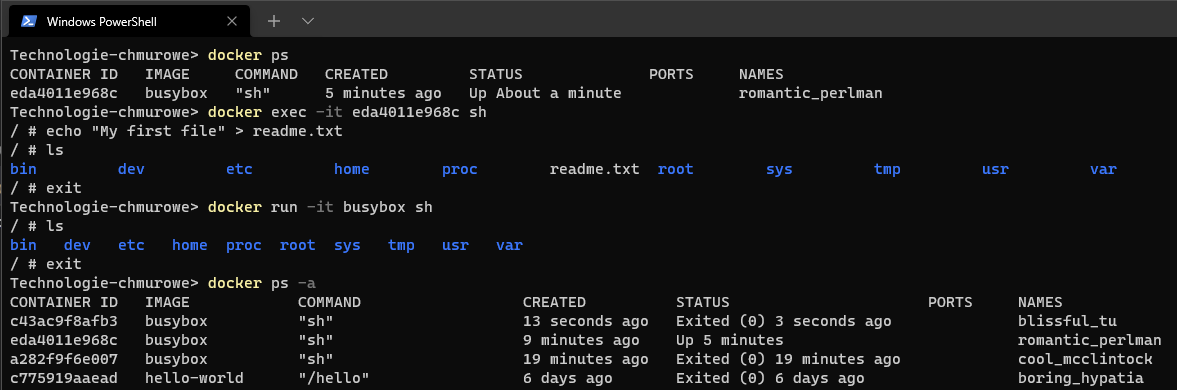 Windows PowerShell
Technologie-chmurowe> docker ps
CONTAINER ID   IMAGE     COMMAND   CREATED         STATUS              PORTS     NAMES
eda4011e968c   busybox   "sh"      5 minutes ago   Up About a minute             romantic_perlman
Technologie-chmurowe> docker exec -it eda4011e968c sh
/ # echo "My first file" > readme.txt
/ # ls
bin         dev         etc         home        proc        readme.txt  root        sys         tmp         usr         var
/ # exit
Technologie-chmurowe> docker run -it busybox sh
/ # ls
bin   dev   etc   home  proc  root  sys   tmp   usr   var
/ # exit
Technologie-chmurowe> docker ps -a
CONTAINER ID   IMAGE            COMMAND                  CREATED          STATUS                      PORTS     NAMES
c43ac9f8afb3   busybox          "sh"                     13 seconds ago   Exited (0) 3 seconds ago              blissful_tu
eda4011e968c   busybox          "sh"                     9 minutes ago    Up 5 minutes                          romantic_perlman
a282f9f6e007   busybox          "sh"                     19 minutes ago   Exited (0) 19 minutes ago             cool_mcclintock
c775919aaead   hello-world      "/hello"                 6 days ago       Exited (0) 6 days ago                 boring_hypatia